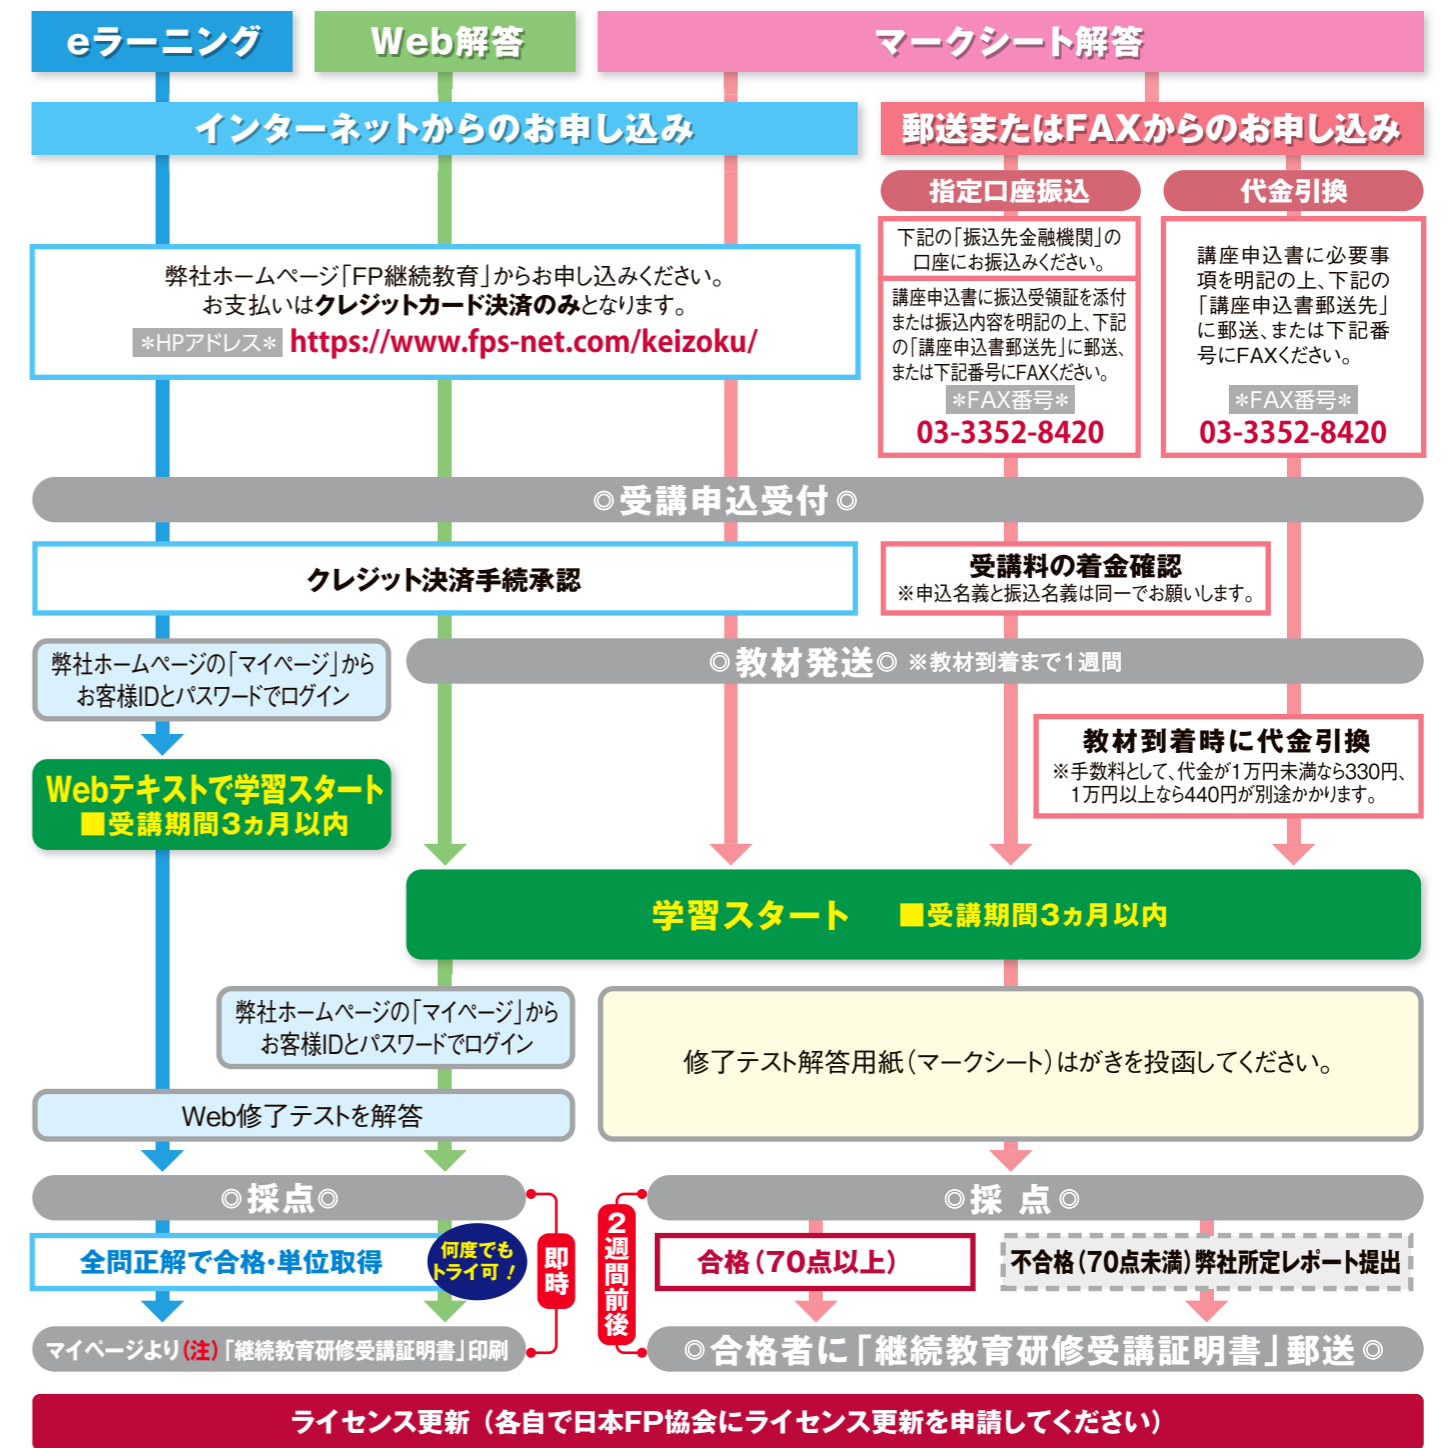 eラーニング
Web解答
マークシート解答
インターネットからのお申し込み
郵送またはFAXからのお申し込み
指定口座振込
代金引換
弊社ホームページ「FP継続教育」からお申し込みください。
お支払いはクレジットカード決済のみとなります。
＊HPアドレス＊ https://www.fps-net.com/keizoku/
下記の「振込先金融機関」の
口座にお振込みください。
講座申込書に振込受領証を添付
または振込内容を明記の上、下記
の「講座申込書郵送先」に郵送、
または下記番号にFAXください。
＊FAX番号＊
03-3352-8420
講座申込書に必要事
項を明記の上、下記の
「講座申込書郵送先」
に郵送、または下記番
号にFAXください。
＊FAX番号＊
03-3352-8420
◎受講申込受付◎
クレジット決済手続承認
受講料の着金確認
※申込名義と振込名義は同一でお願いします。
弊社ホームページの「マイページ」から
お客様IDとパスワードでログイン
◎教材発送◎ ※教材到着まで1週間
教材到着時に代金引換
※手数料として、代金が1万円未満なら330円、
1万円以上なら440円が別途かかります。
Webテキストで学習スタート
■受講期間3ヵ月以内
学習スタート ■受講期間3ヵ月以内
弊社ホームページの「マイページ」から
お客様IDとパスワードでログイン
修了テスト解答用紙（マークシート）はがきを投函してください。
Web修了テストを解答
◎採点◎
◎採 点◎
全問正解で合格・単位取得
何度でも
トライ可！
即時
2週間前後
合格（70点以上）
不合格（70点未満）弊社所定レポート提出
マイページより（注）「継続教育研修受講証明書」印刷
◎合格者に「継続教育研修受講証明書」郵送◎
ライセンス更新（各自で日本FP協会にライセンス更新を申請してください）